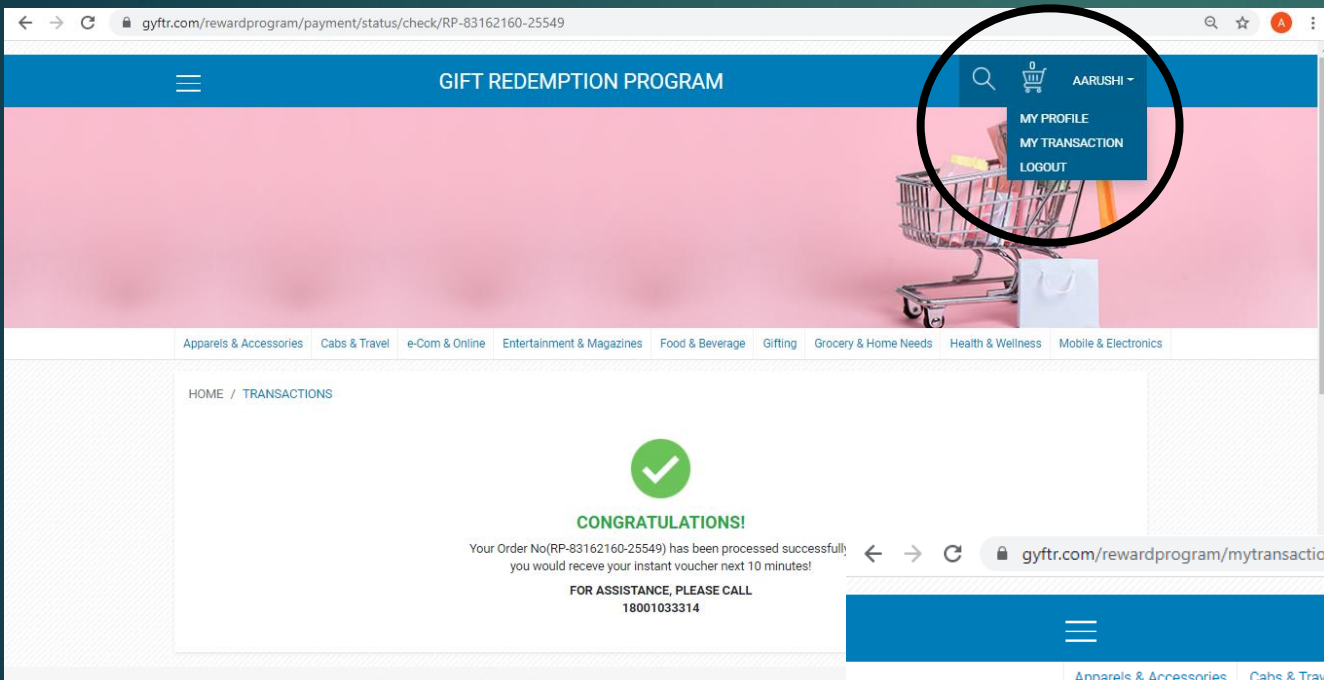 gyftr.com/rewardprogram/payment/status/check/RP-83162160-25549
A
GIFT REDEMPTION PROGRAM
0
AARUSHI
MY PROFILE
MY TRANSACTION
LOGOUT
Apparels & Accessories Cabs & Travel e-Com & Online Entertainment & Magazines Food & Beverage Gifting Grocery & Home Needs Health & Wellness Mobile & Electronics
HOME / TRANSACTIONS
CONGRATULATIONS!
Your Order No(RP-83162160-25549) has been processed successfully
you would receve your instant voucher next 10 minutes!
FOR ASSISTANCE, PLEASE CALL
18001033314
gyftr.com/rewardprogram/mytransactio
Apparels & Accessories Cabs & Trav